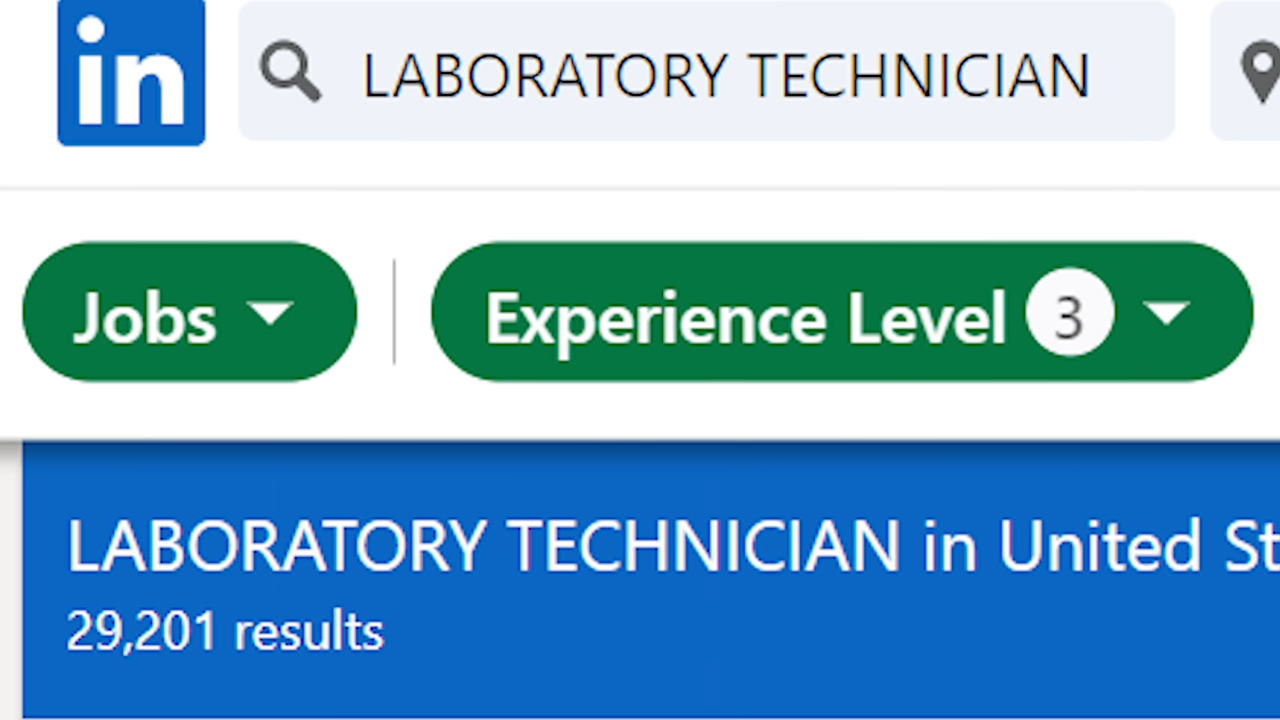 in
LABORATORY TECHNICIAN
Jobs
Experience Level 3
LABORATORY TECHNICIAN in United St
29,201 results